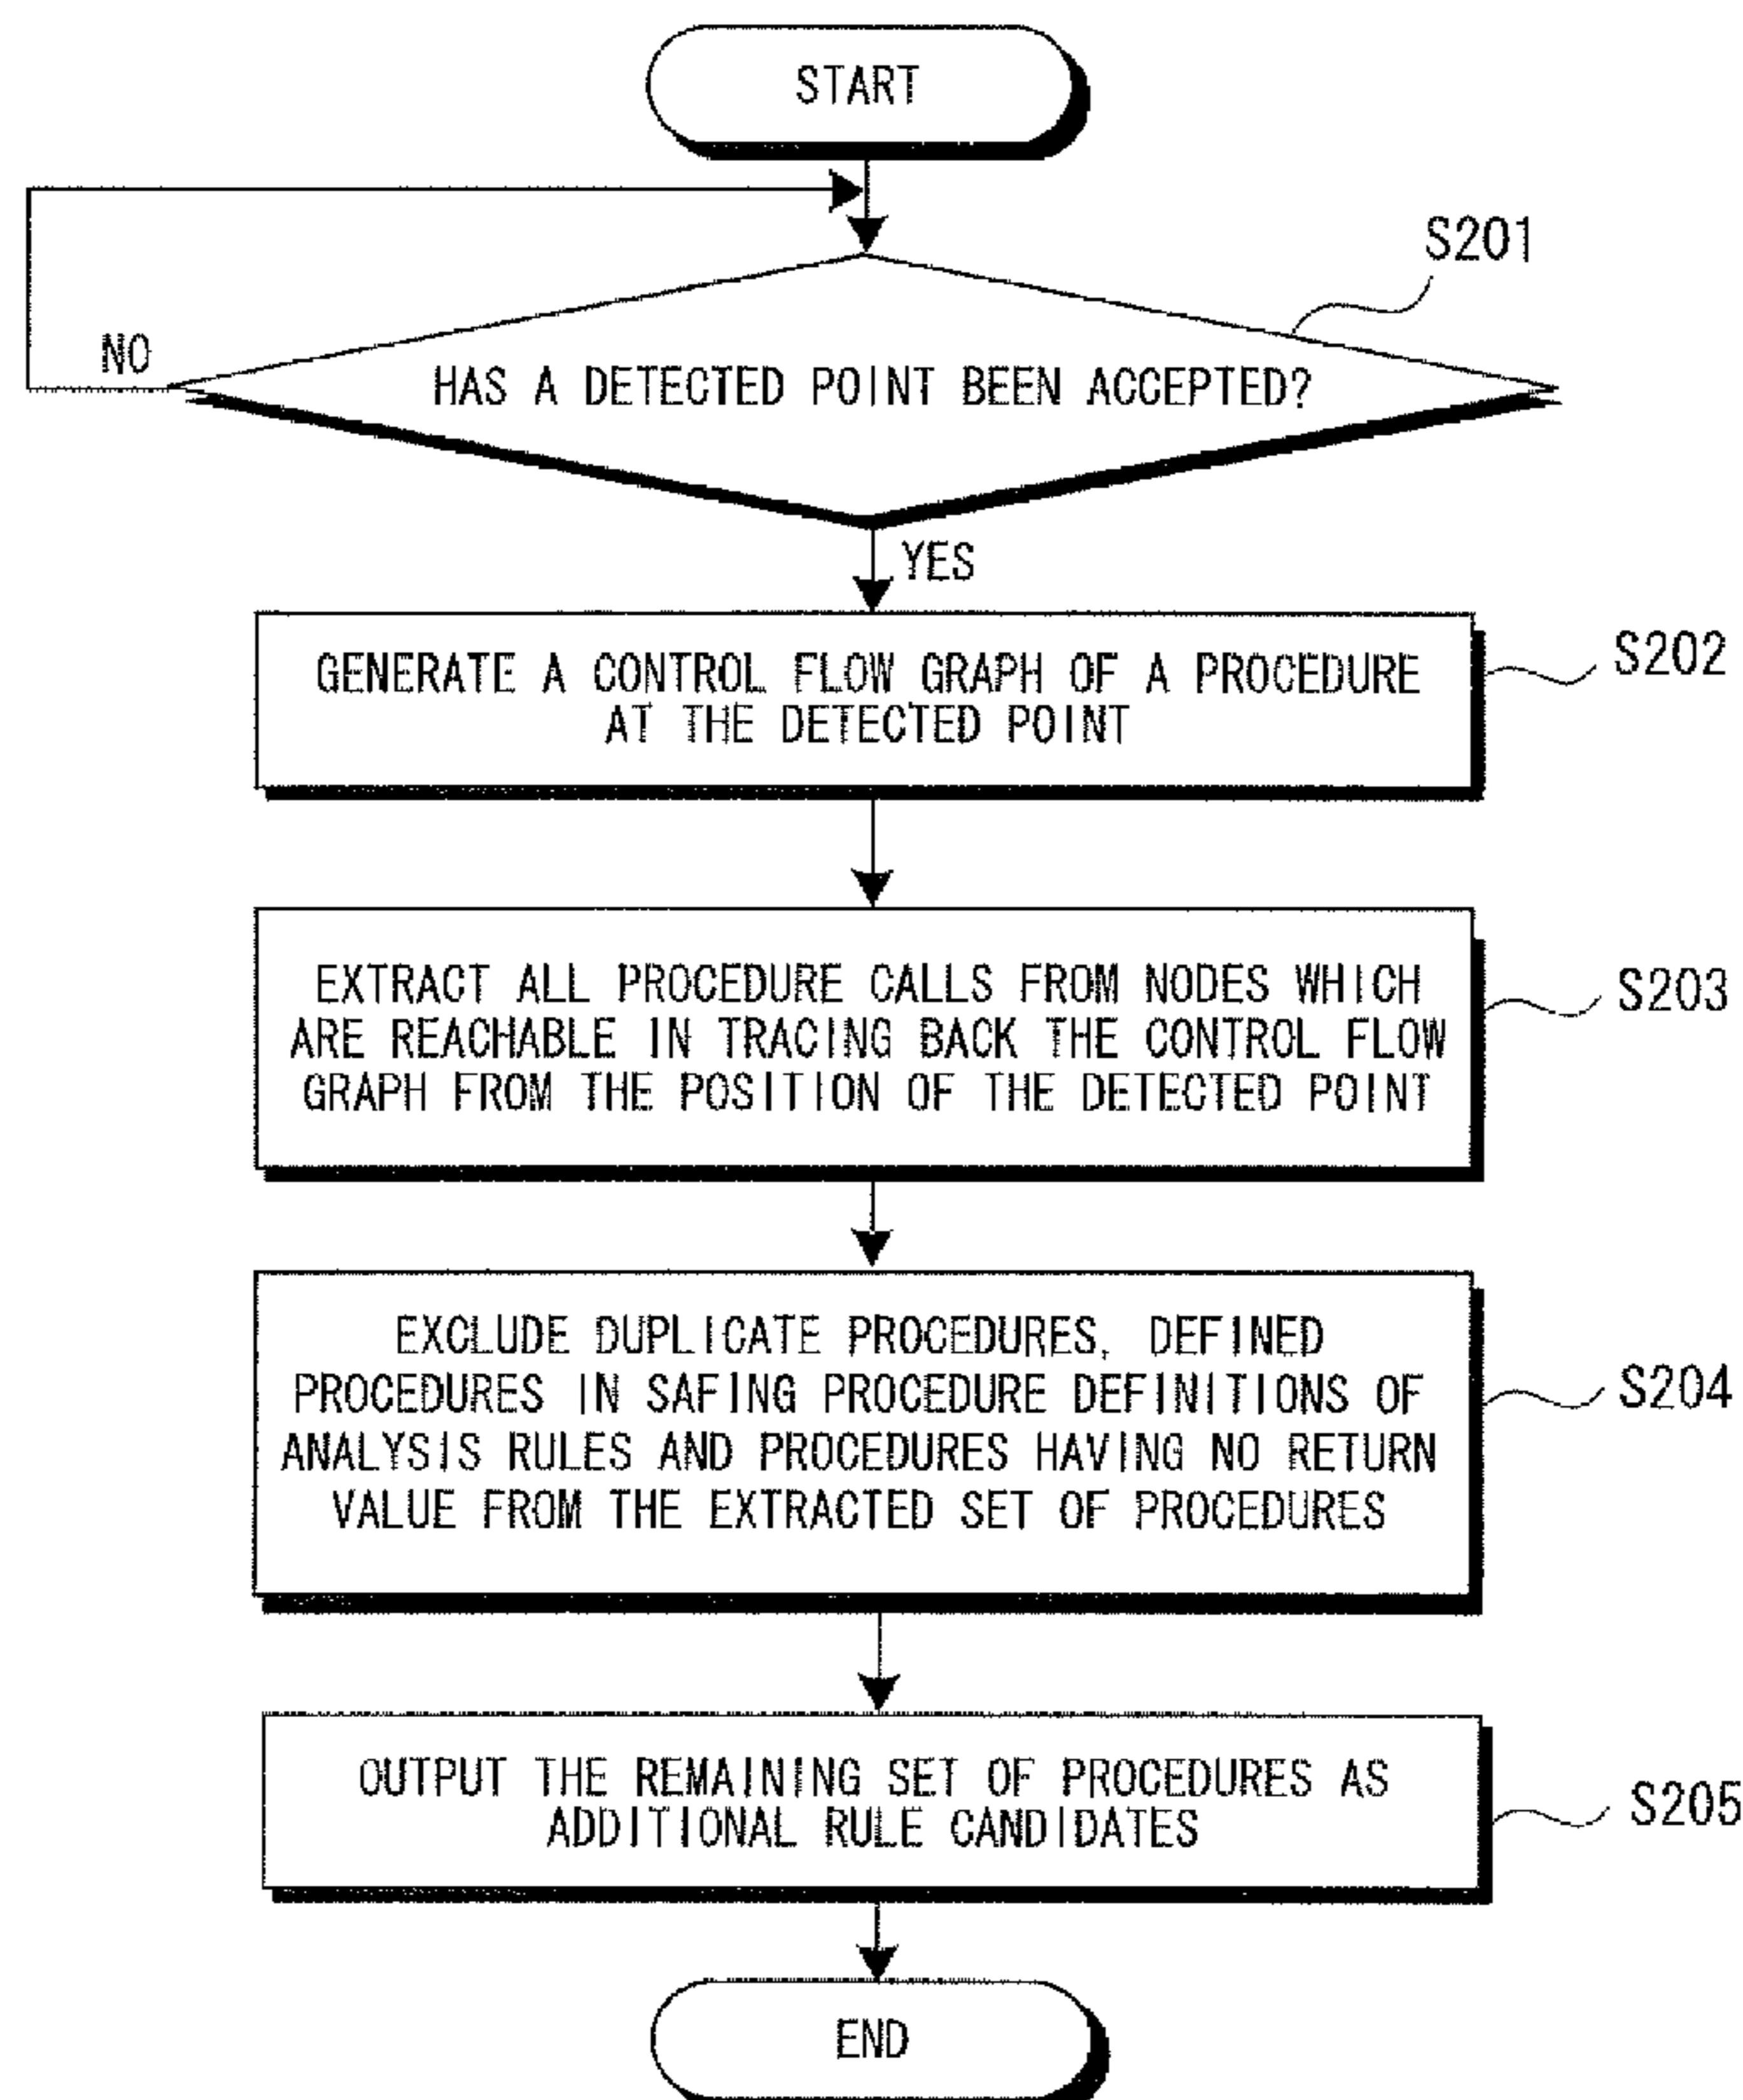 START
S201
NO
HAS A DETECTED POINT BEEN ACCEPTED?
YES
GENERATE A CONTROL FLOW GRAPH OF A PROCEDURE
AT THE DETECTED POINT
S202
EXTRACT ALL PROCEDURE CALLS FROM NODES WHICH
ARE REACHABLE IN TRACING BACK THE CONTROL FLOW
GRAPH FROM THE POSITION OF THE DETECTED POINT
S203
EXCLUDE DUPLICATE PROCEDURES, DEFINED
PROCEDURES IN SAFING PROCEDURE DEFINITIONS OF
ANALYSIS RULES AND PROCEDURES HAVING NO RETURN
VALUE FROM THE EXTRACTED SET OF PROCEDURES
S204
OUTPUT THE REMAINING SET OF PROCEDURES AS
ADDITIONAL RULE CANDIDATES
S205
END